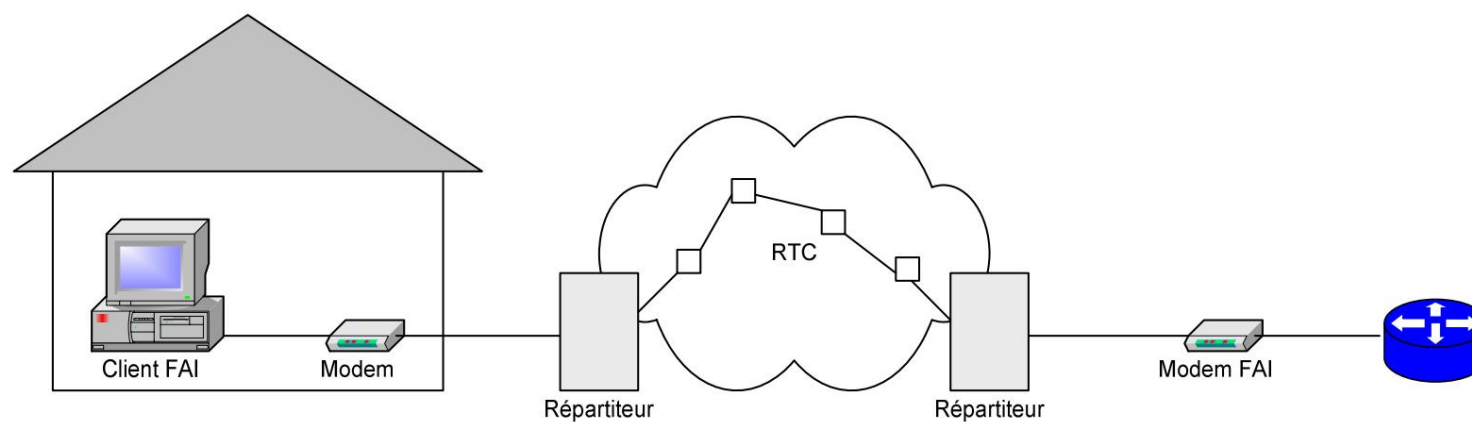 RTC
Client FAI
Modem
Modem FAI
Répartiteur
Répartiteur